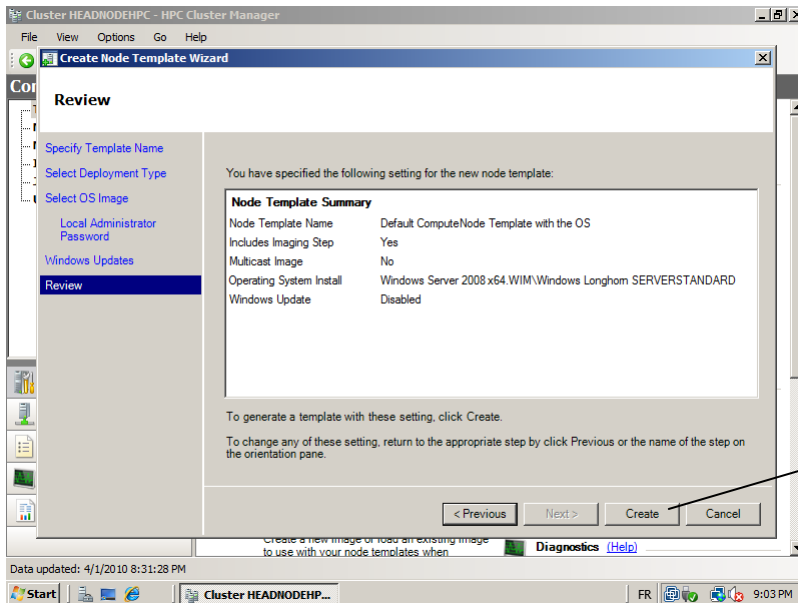 Cluster HEADNODEHPC - HPC Cluster Manager
File View Options Go Help
Create Node Template Wizard
Review
Specify Template Name
Select Deployment Type
Select OS Image
Local Administrator
Password
Windows Updates
Review
You have specified the following setting for the new node template:
Node Template Summary
Node Template Name Default ComputeNode Template with the OS
Includes Imaging Step Yes
Multicast Image No
Operating System Install Windows Server 2008 x64.WIM\Windows Longhorn SERVERSTANDARD
Windows Update Disabled
To generate a template with these setting, click Create.
To change any of these setting, return to the appropriate step by click Previous or the name of the step on
the orientation pane.
< Previous Next > Create Cancel
Create a new image or load an existing image
to use with your node templates when
Diagnostics (Help)
Data updated: 4/1/2010 8:31:28 PM
Start Cluster HEADNODEHP... FR 9:03 PM